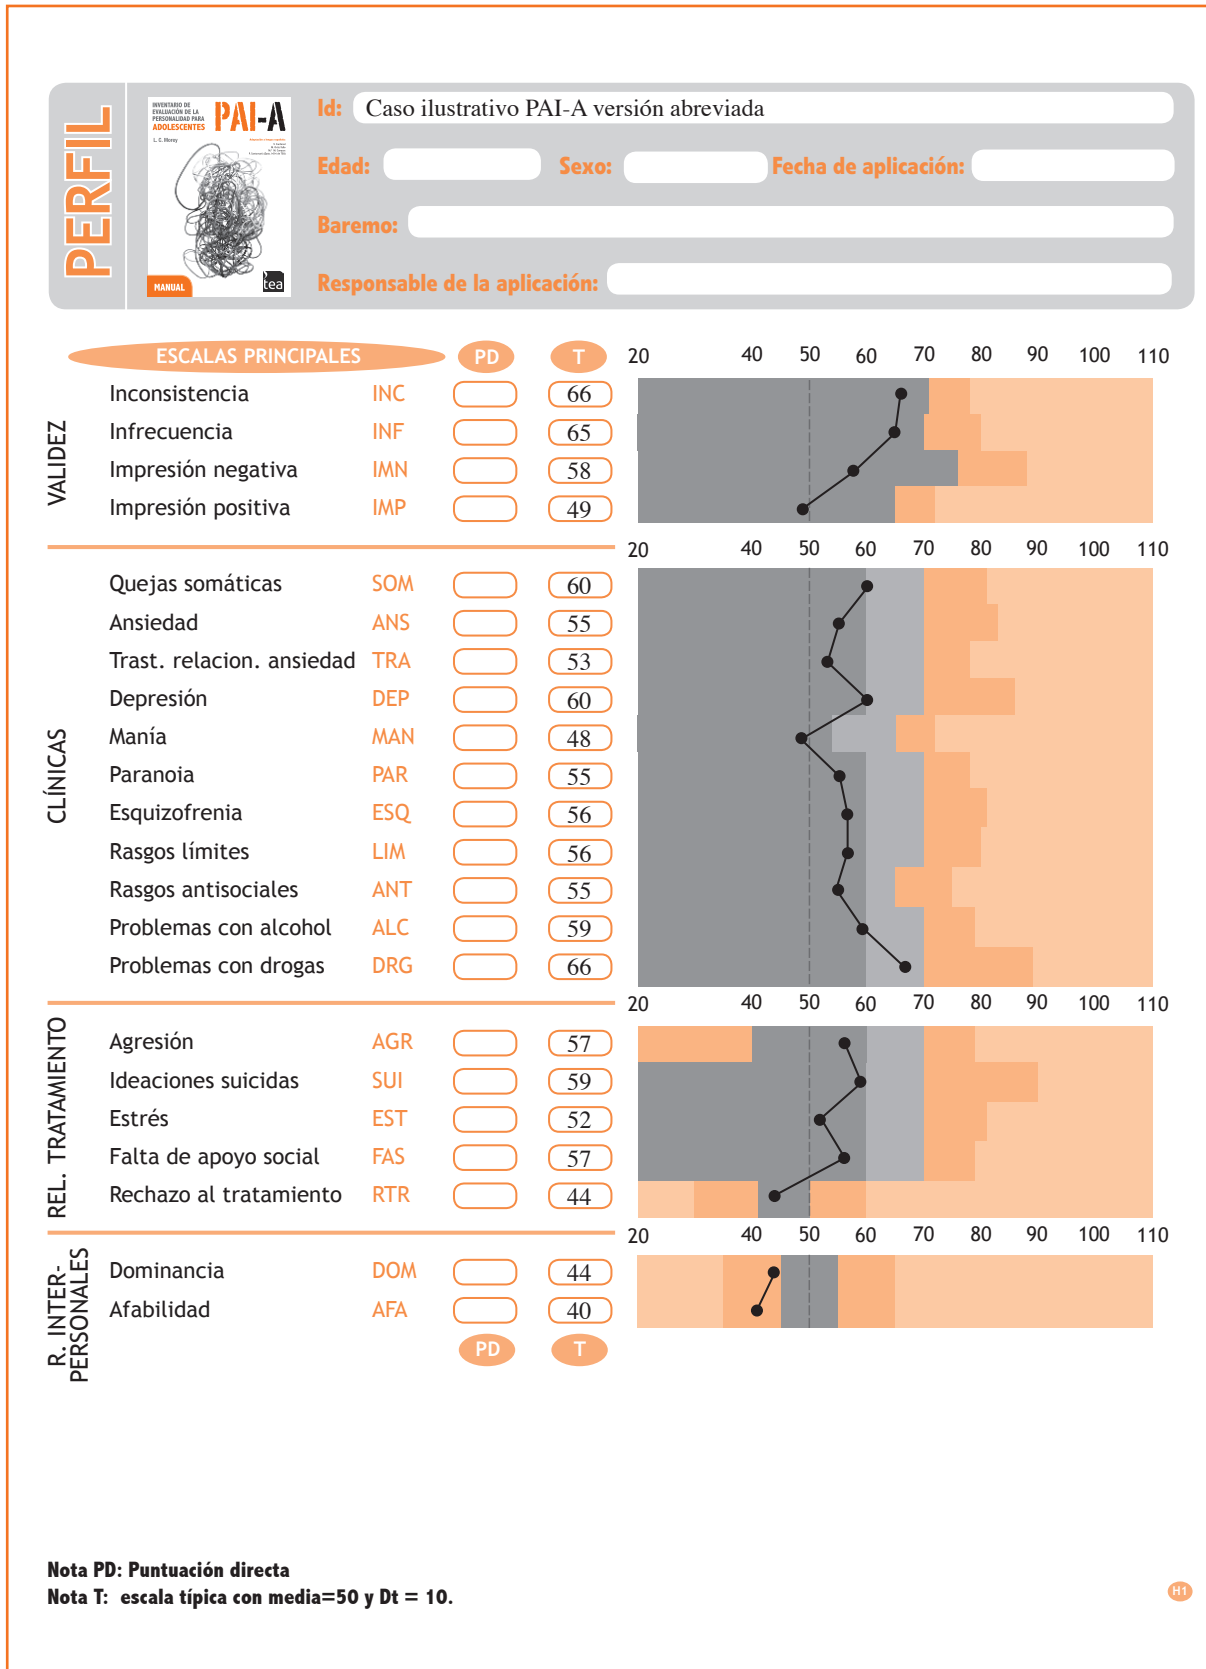 PERFIL
INVENTARIO DE
EVALUACIÓN DE LA
PERSONALIDAD PARA
ADOLESCENTES
PAI-A
L. C. Morey
MANUAL
tea
Id: Caso ilustrativo PAI-A versión abreviada
Edad: Sexo: Fecha de aplicación:
Baremo:
Responsable de la aplicación:
ESCALAS PRINCIPALES PD T 20 40 50 60 70 80 90 100 110
VALIDEZ
Inconsistencia INC 66
Infrecuencia INF 65
Impresión negativa IMN 58
Impresión positiva IMP 49
20 40 50 60 70 80 90 100 110
CLÍNICAS
Quejas somáticas SOM 60
Ansiedad ANS 55
Trast. relacion. ansiedad TRA 53
Depresión DEP 60
Manía MAN 48
Paranoia PAR 55
Esquizofrenia ESQ 56
Rasgos límites LIM 56
Rasgos antisociales ANT 55
Problemas con alcohol ALC 59
Problemas con drogas DRG 66
20 40 50 60 70 80 90 100 110
REL. TRATAMIENTO
Agresión AGR 57
Ideaciones suicidas SUI 59
Estrés EST 52
Falta de apoyo social FAS 57
Rechazo al tratamiento RTR 44
20 40 50 60 70 80 90 100 110
R. INTER-
PERSONALES
Dominancia DOM 44
Afabilidad AFA 40
PD T
Nota PD: Puntuación directa
Nota T: escala típica con media=50 y Dt = 10.
H1